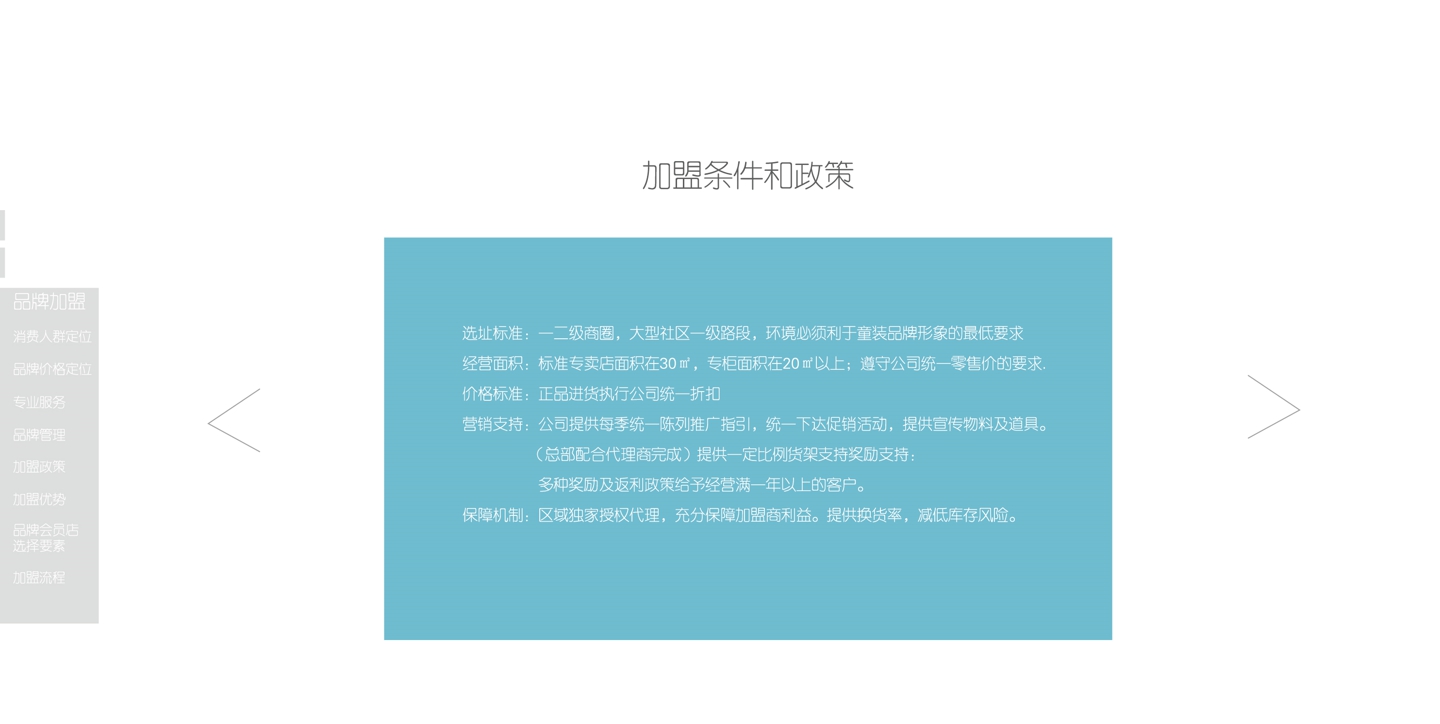 加盟条件和政策
品牌加盟
消费人群定位
品牌价格定位
专业服务
品牌管理
加盟政策
加盟优势
品牌会员店
选择要素
加盟流程
选址标准：一二级商圈，大型社区一级路段，环境必须利于童装品牌形象的最低要求
经营面积：标准专卖店面积在30㎡，专柜面积在20㎡以上；遵守公司统一零售价的要求.
价格标准：正品进货执行公司统一折扣
营销支持：公司提供每季统一陈列推广指引，统一下达促销活动，提供宣传物料及道具。
（总部配合代理商完成）提供一定比例货架支持奖励支持：
多种奖励及返利政策给予经营满一年以上的客户。
保障机制：区域独家授权代理，充分保障加盟商利益。提供换货率，减低库存风险。